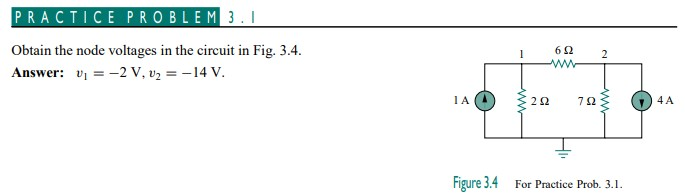 PRACTICE PROBLEM 3.1
Obtain the node voltages in the circuit in Fig. 3.4.
Answer: v₁ = −2 V, v₂ = −14 V.
1
6 Ω
2
1 A
2 Ω
7 Ω
4 A
Figure 3.4 For Practice Prob. 3.1.